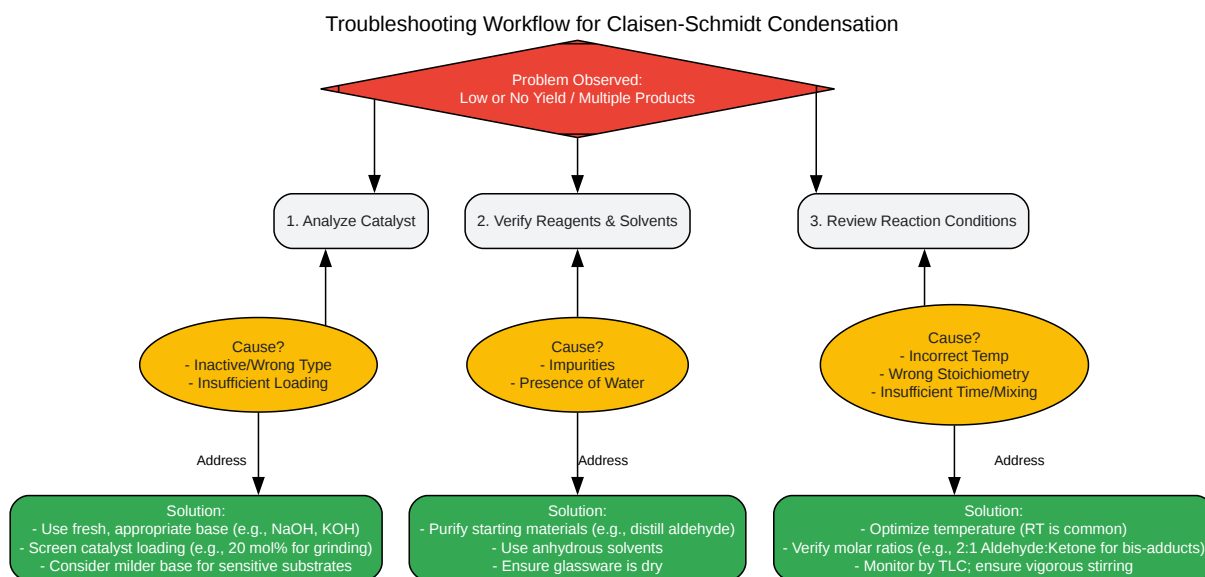 Troubleshooting Workflow for Claisen-Schmidt Condensation
Problem Observed:
Low or No Yield / Multiple Products
1. Analyze Catalyst
2. Verify Reagents & Solvents
3. Review Reaction Conditions
Cause?
- Inactive/Wrong Type
- Insufficient Loading
Cause?
- Impurities
- Presence of Water
Cause?
- Incorrect Temp
- Wrong Stoichiometry
- Insufficient Time/Mixing
Address
Address
Address
Solution:
- Use fresh, appropriate base (e.g., NaOH, KOH)
- Screen catalyst loading (e.g., 20 mol% for grinding)
- Consider milder base for sensitive substrates
Solution:
- Purify starting materials (e.g., distill aldehyde)
- Use anhydrous solvents
- Ensure glassware is dry
Solution:
- Optimize temperature (RT is common)
- Verify molar ratios (e.g., 2:1 Aldehyde:Ketone for bis-adducts)
- Monitor by TLC; ensure vigorous stirring